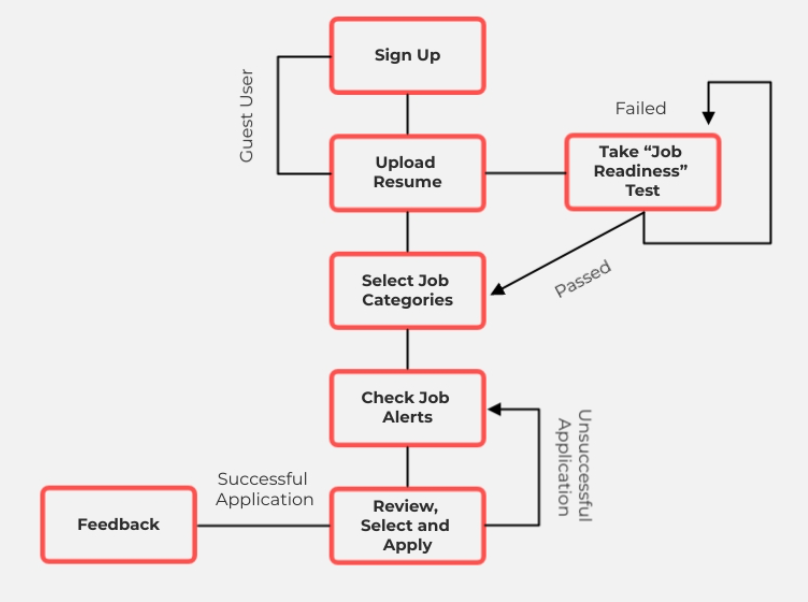 Sign Up
Guest User
Upload
Resume
Failed
Take “Job
Readiness”
Test
Passed
Select Job
Categories
Check Job
Alerts
Unsuccessful
Application
Successful
Application
Review,
Select and
Apply
Feedback